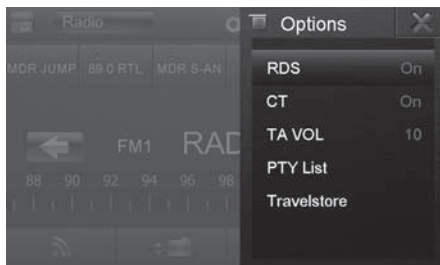 Radio
Options
MDR JUMP 89.0 RTL MDR S-AN
RDS On
CT On
FM1 RAD
TA VOL 10
PTY List
88 90 92 94 96 98
Travelstore